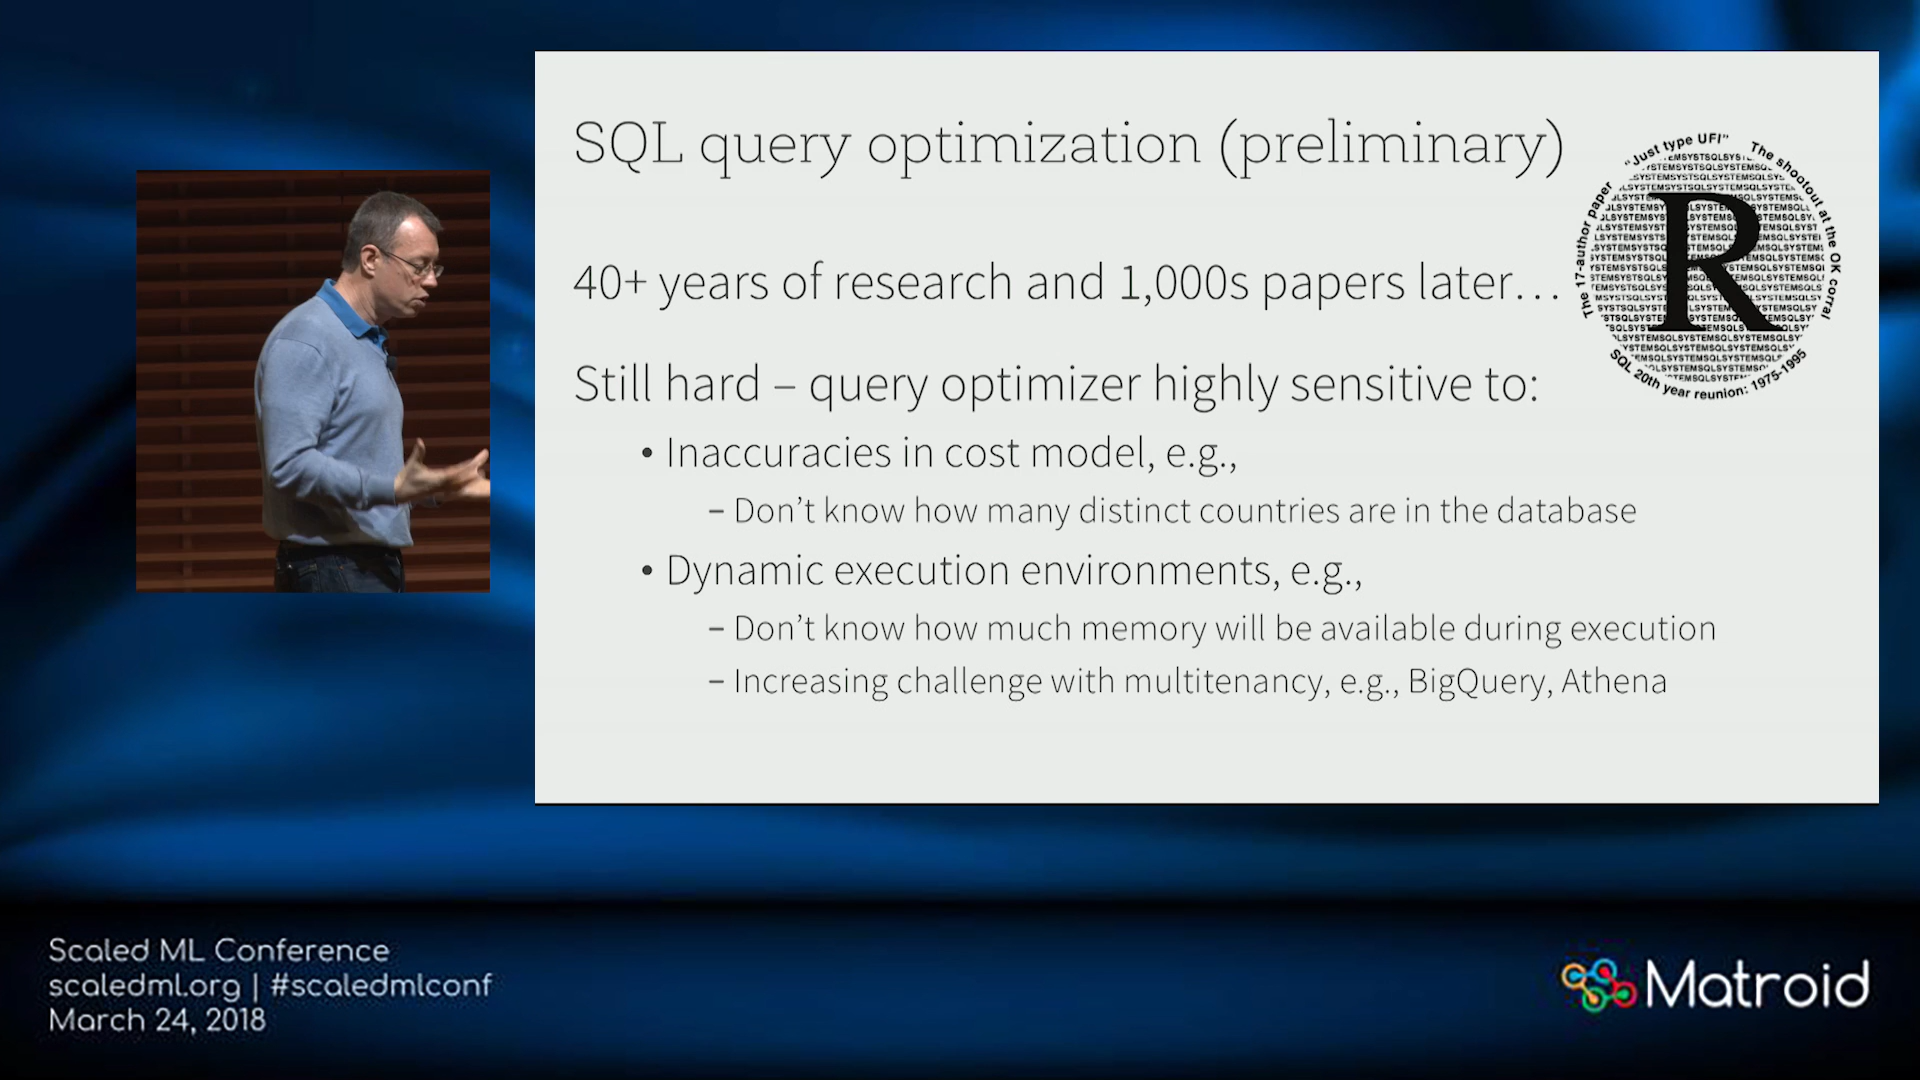 SQL query optimization (preliminary)
"Just type UFI"
The shootout at the OK corral
The 17-author paper
R
SQL 20th year reunion: 1975-1995
40+ years of research and 1,000s papers later…
Still hard – query optimizer highly sensitive to:
• Inaccuracies in cost model, e.g.,
– Don't know how many distinct countries are in the database
• Dynamic execution environments, e.g.,
– Don't know how much memory will be available during execution
– Increasing challenge with multitenancy, e.g., BigQuery, Athena
Scaled ML Conference
scaledml.org | #scaledmlconf
March 24, 2018
Matroid